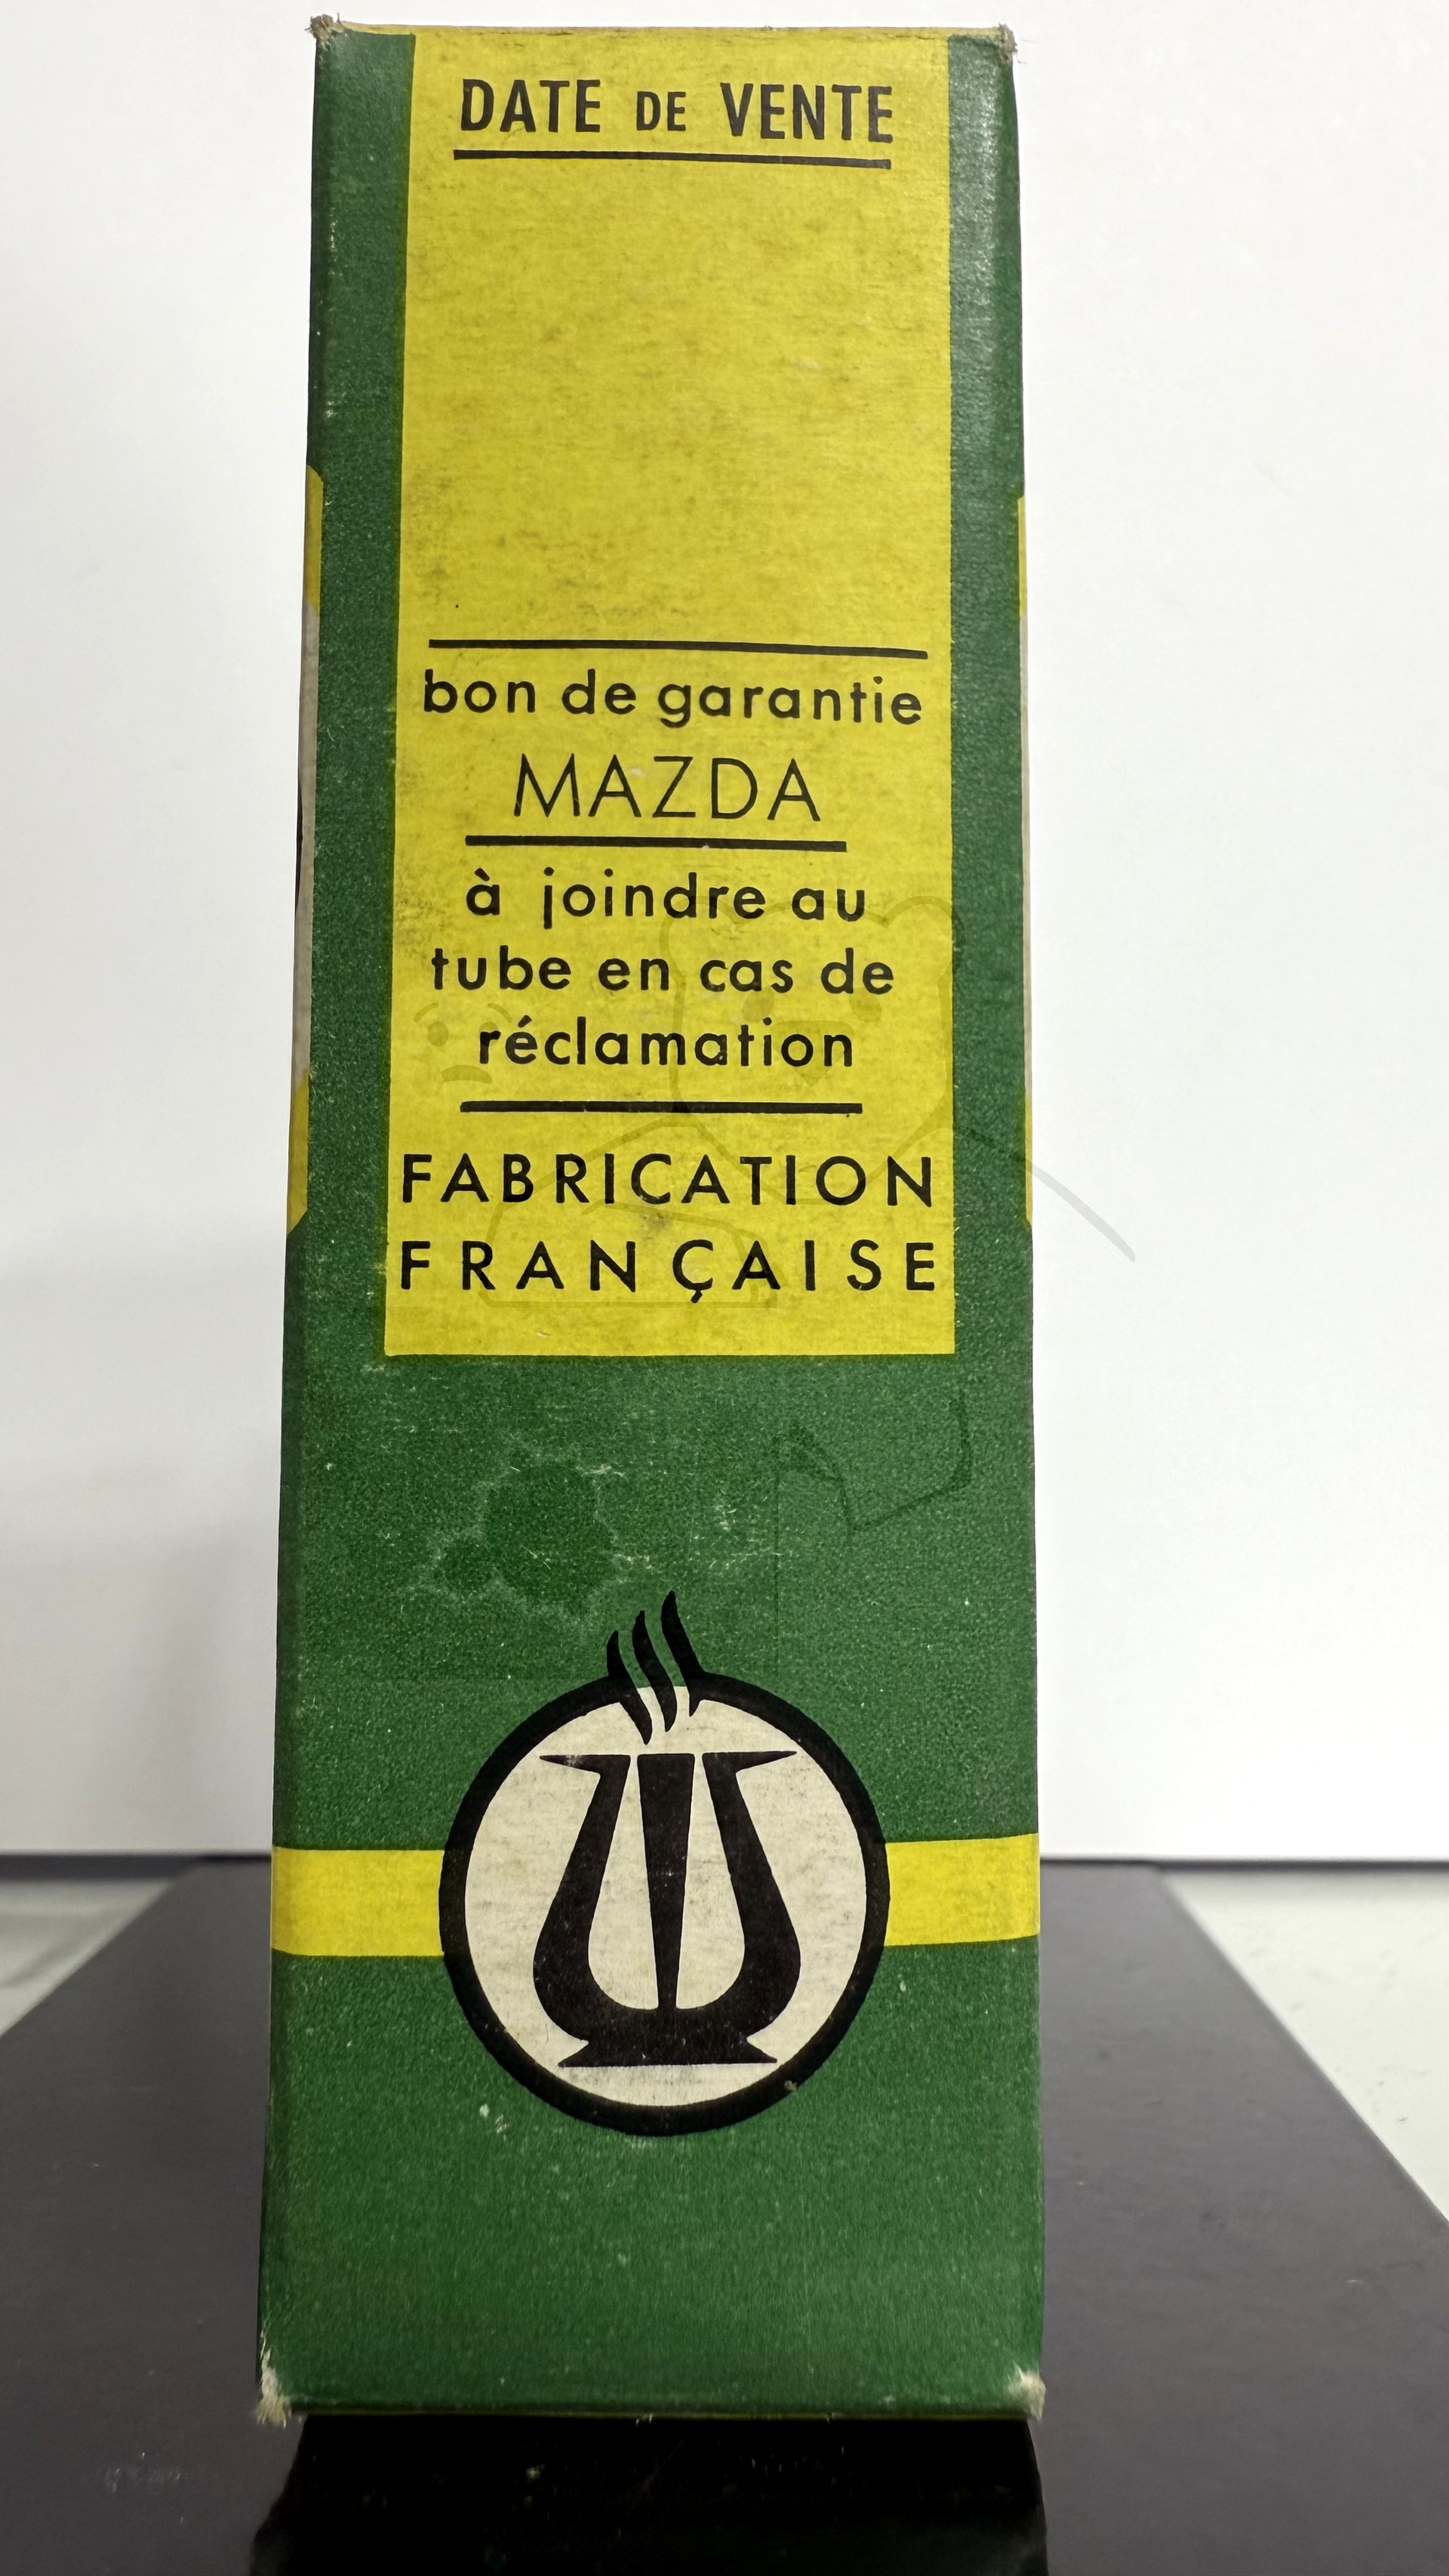 DATE DE VENTE
bon de garantie
MAZDA
à joindre au
tube en cas de
réclamation
FABRICATION
FRANÇAISE